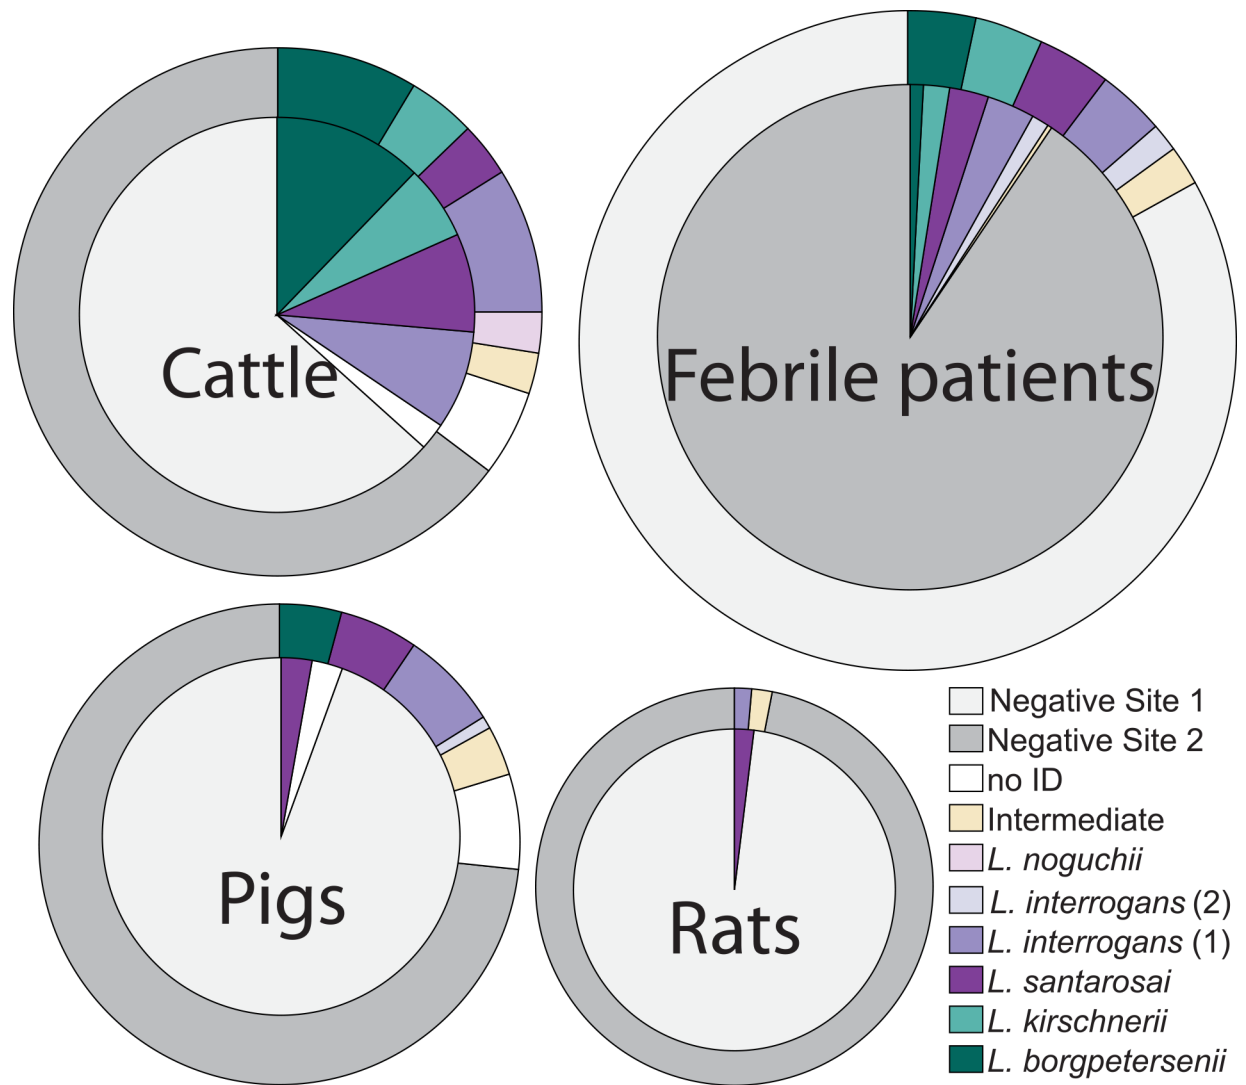 Cattle
Febrile patients
Pigs
Rats
Negative Site 1
Negative Site 2
no ID
Intermediate
L. noguchii
L. interrogans (2)
L. interrogans (1)
L. santarosai
L. kirschnerii
L. borgpetersenii